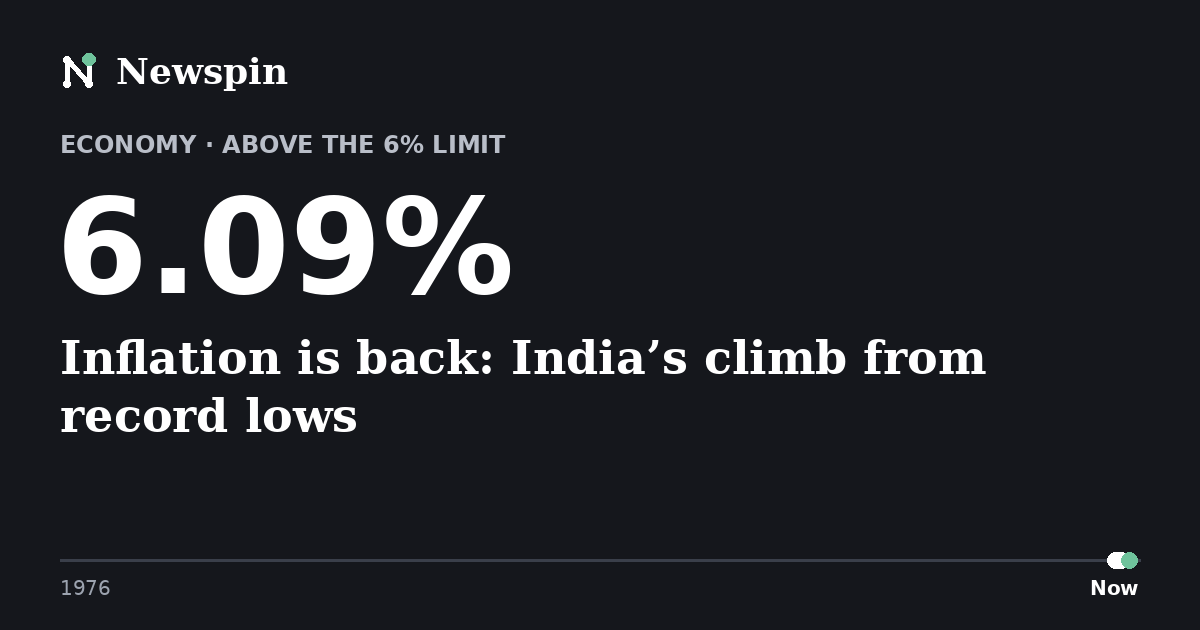 Newspin
ECONOMY · ABOVE THE 6% LIMIT
6.09%
Inflation is back: India’s climb from
record lows
1976
Now